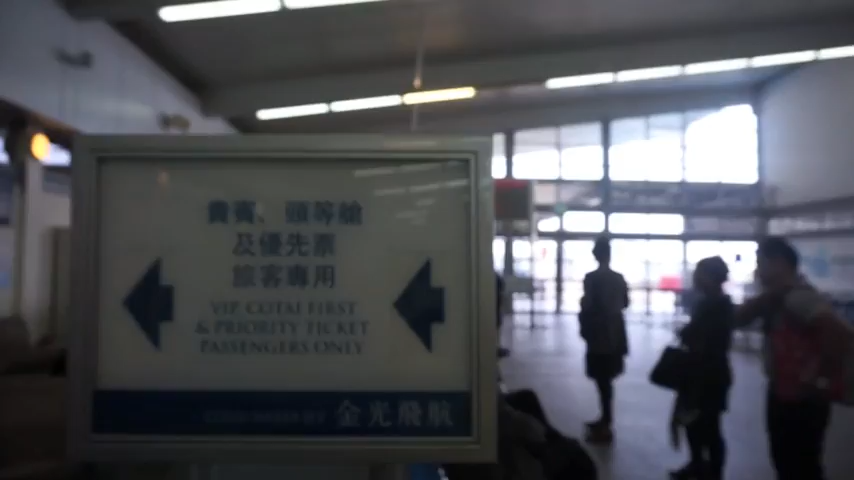 貴賓、頭等艙
及優先票
旅客專用
VIP, COTAI FIRST
& PRIORITY TICKET
PASSENGERS ONLY
金光飛航